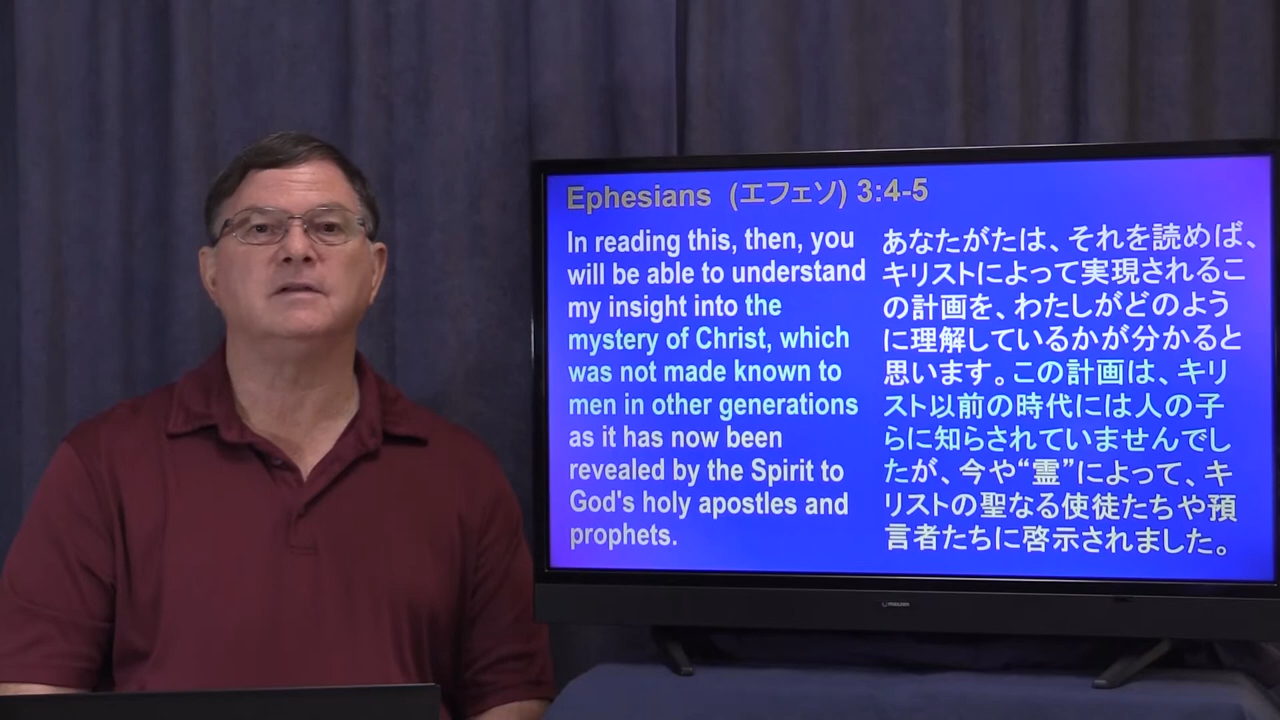 Ephesians (エフェソ) 3:4-5
In reading this, then, you
will be able to understand
my insight into the
mystery of Christ, which
was not made known to
men in other generations
as it has now been
revealed by the Spirit to
God's holy apostles and
prophets.
あなたがたは、それを読めば、
キリストによって実現されるこ
の計画を、わたしがどのよう
に理解しているかが分かると
思います。この計画は、キリ
スト以前の時代には人の子
らに知らされていませんでし
たが、今や“霊”によって、キ
リストの聖なる使徒たちや預
言者たちに啓示されました。
maxzen